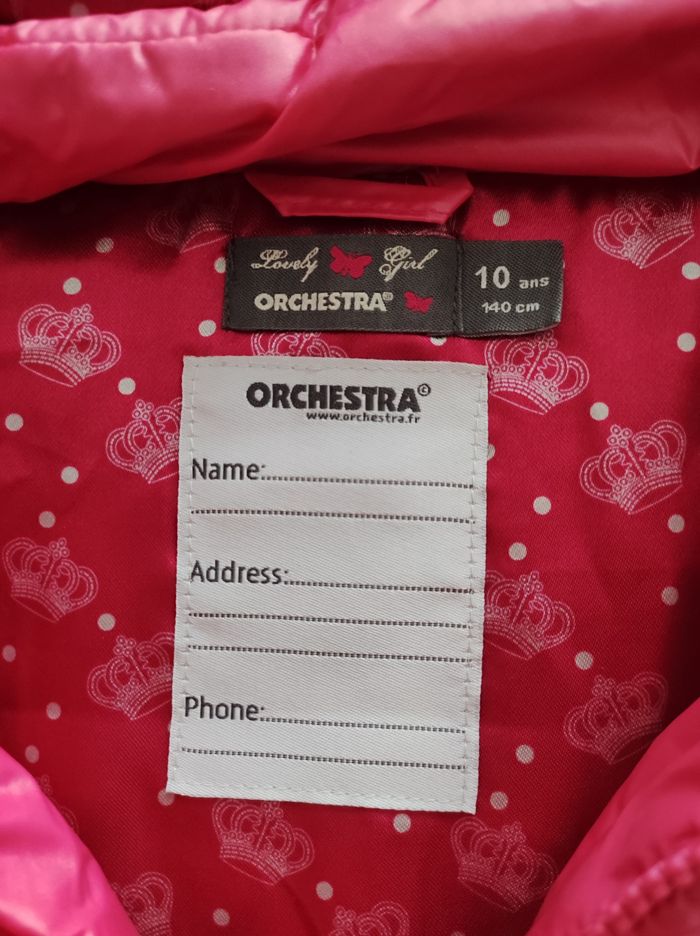 Lovely Girl
ORCHESTRA®
10 ans
140 cm
ORCHESTRA©
www.orchestra.fr
Name:
Address:
Phone: